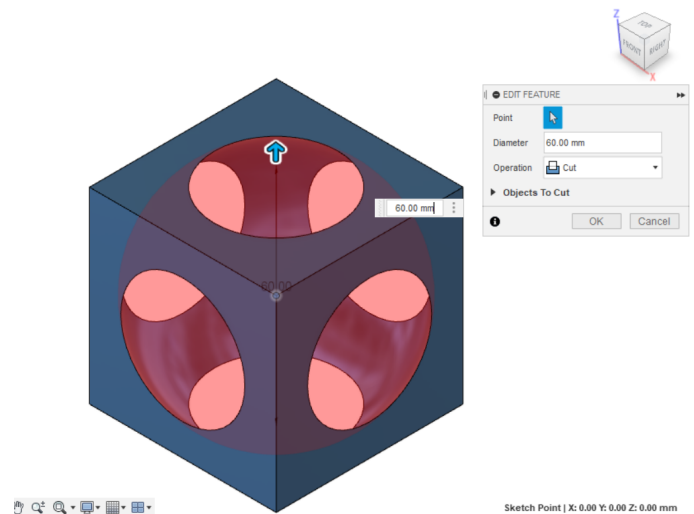 Z
TOP
FRONT
RIGHT
X
EDIT FEATURE
Point
Diameter
60.00 mm
Operation
Cut
Objects To Cut
OK
Cancel
60.00 mm
60.00
Sketch Point | X: 0.00 Y: 0.00 Z: 0.00 mm